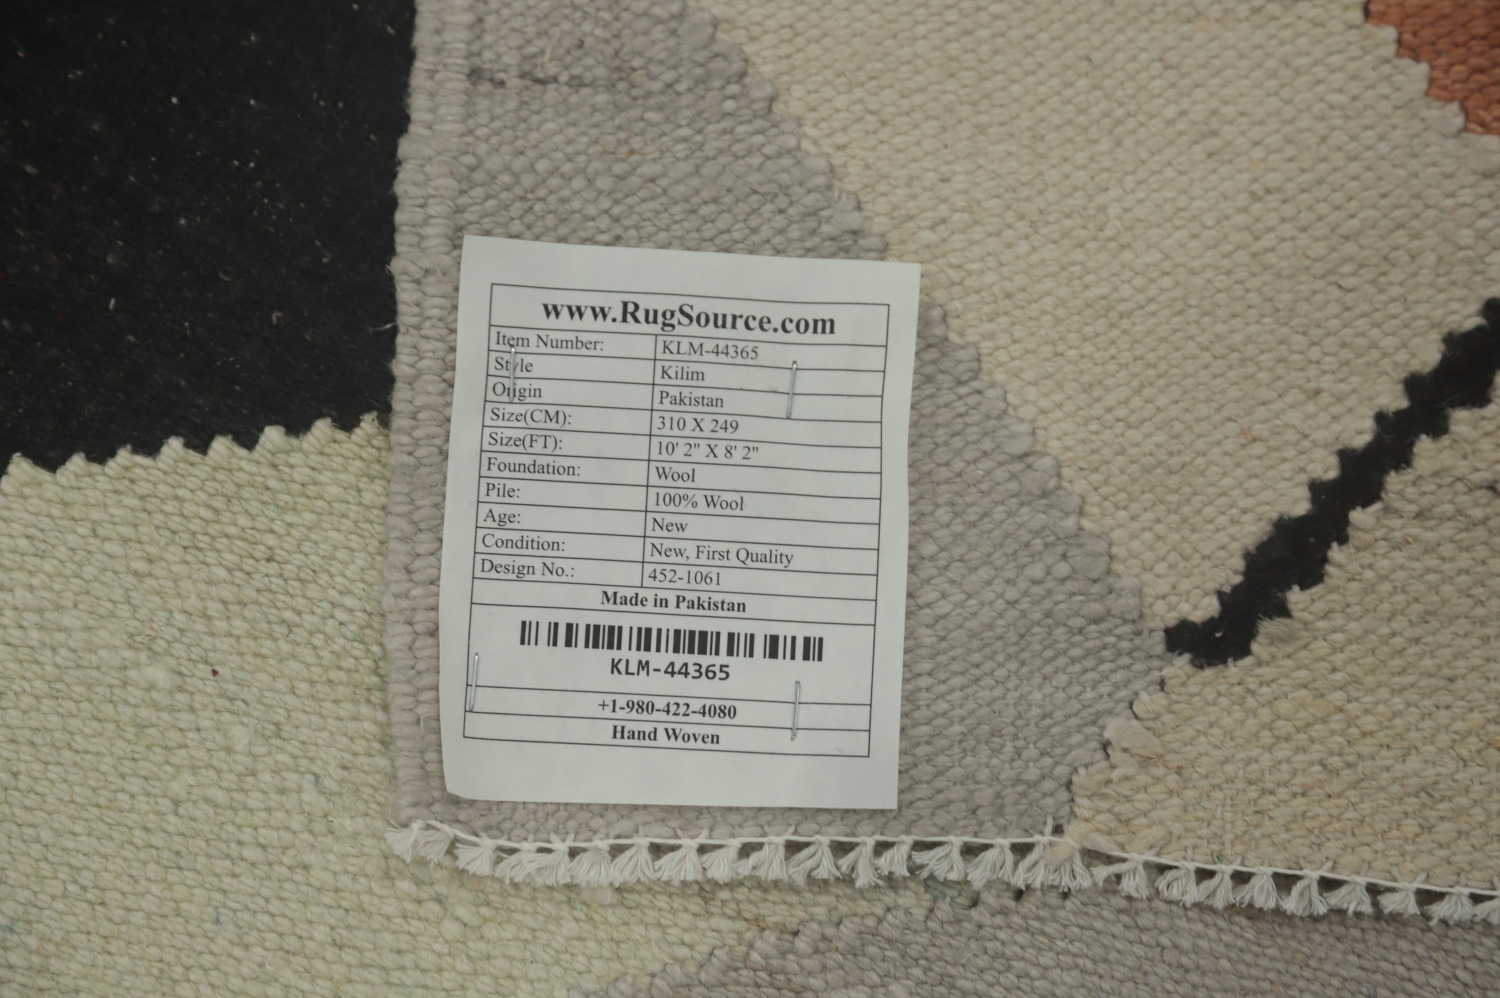 www.RugSource.com
Item Number: KLM-44365
Style Kilim
Origin Pakistan
Size(CM): 310 X 249
Size(FT): 10' 2" X 8' 2"
Foundation: Wool
Pile: 100% Wool
Age: New
Condition: New, First Quality
Design No.: 452-1061
Made in Pakistan
KLM-44365
+1-980-422-4080
Hand Woven